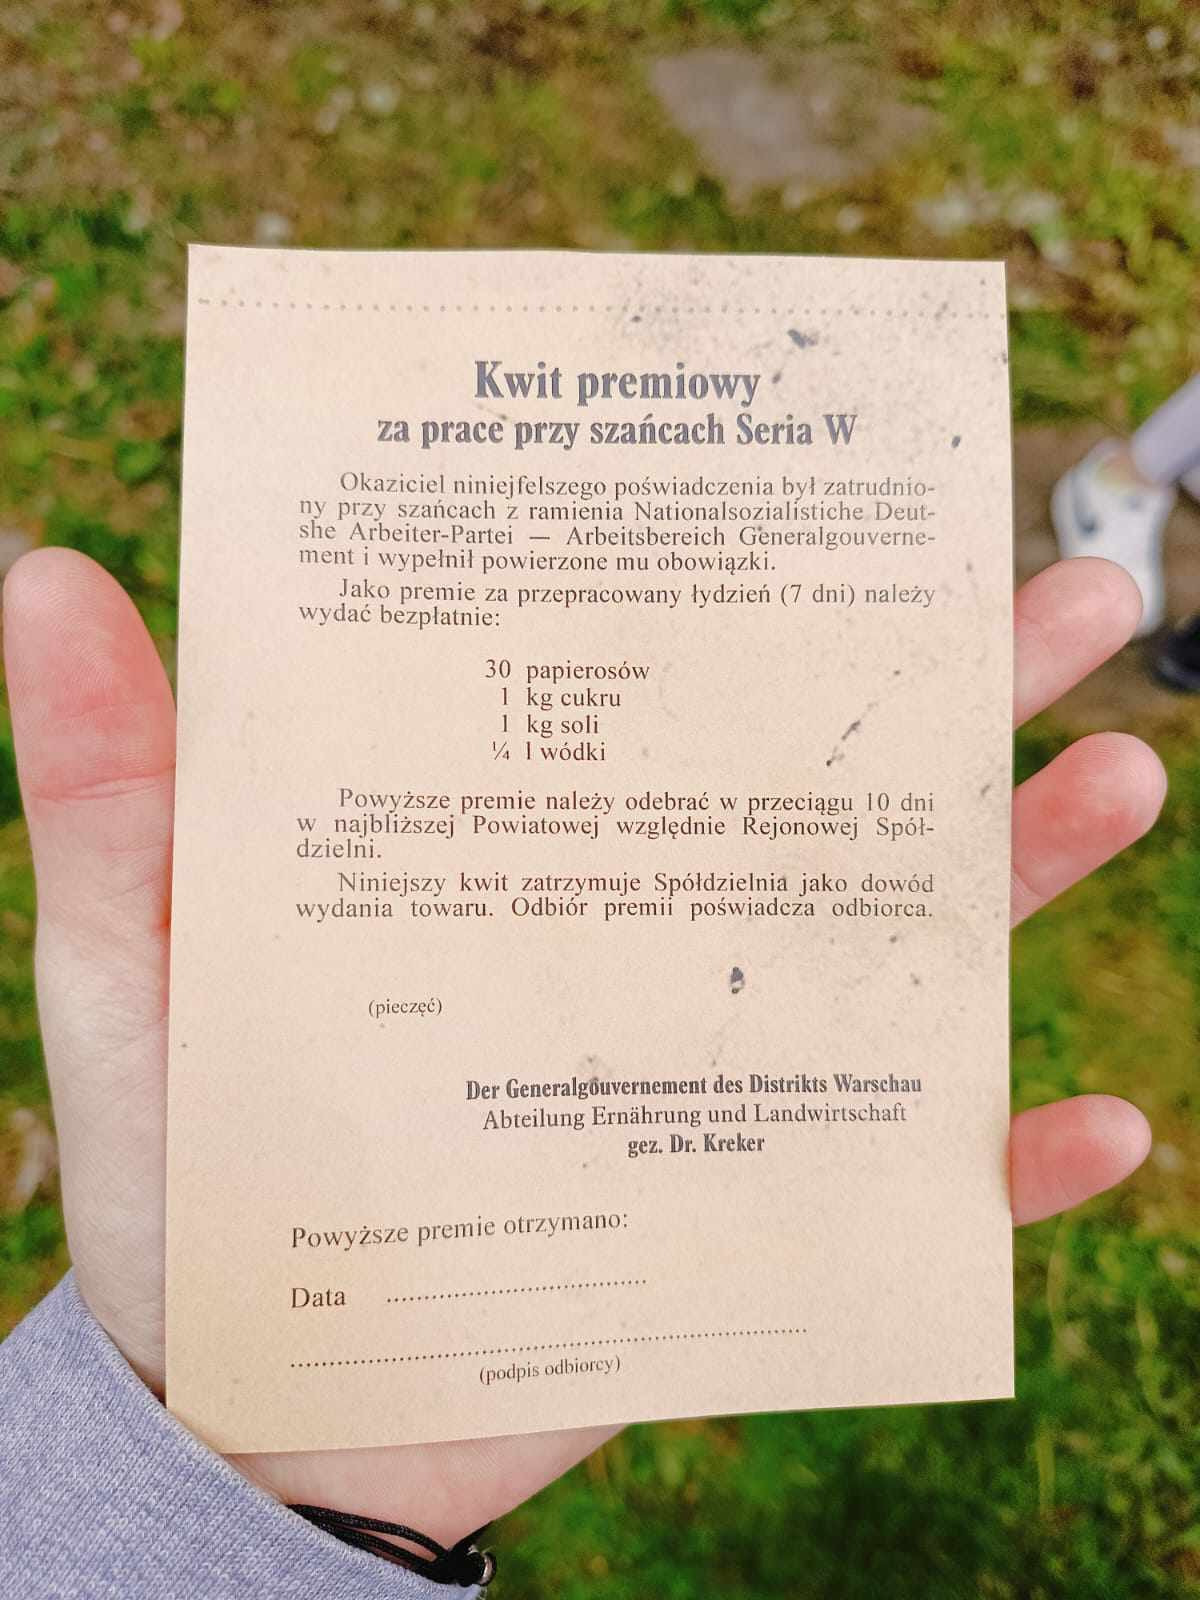 Kwit premiowy
za prace przy szańcach Seria W
Okaziciel niniejfelszego poświadczenia był zatrudnio-
ny przy szańcach z ramienia Nationalsozialistiche Deut-
she Arbeiter-Partei — Arbeitsbereich Generalgouverne-
ment i wypełnił powierzone mu obowiązki.
Jako premie za przepracowany łydzień (7 dni) należy
wydać bezpłatnie:
30 papierosów
1 kg cukru
1 kg soli
¼ l wódki
Powyższe premie należy odebrać w przeciągu 10 dni
w najbliższej Powiatowej względnie Rejonowej Spół-
dzielni.
Niniejszy kwit zatrzymuje Spółdzielnia jako dowód
wydania towaru. Odbiór premii poświadcza odbiorca.
(pieczęć)
Der Generalgouvernement des Distrikts Warschau
Abteilung Ernährung und Landwirtschaft
gez. Dr. Kreker
Powyższe premie otrzymano:
Data ........................................
................................................................................
(podpis odbiorcy)